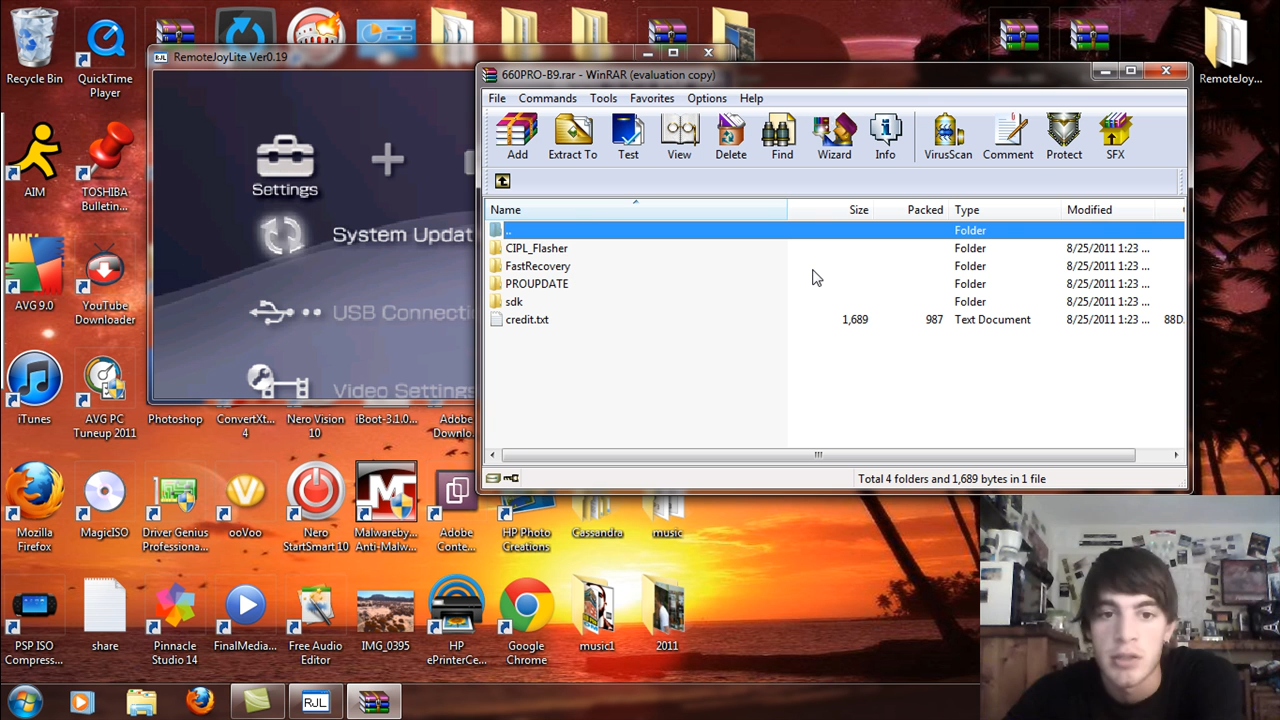 Recycle Bin
QuickTime
Player
RemoteJoy...
RemoteJoyLite Ver0.19
Settings
System Updat
USB Connecti
Video Settings
660PRO-B9.rar - WinRAR (evaluation copy)
File Commands Tools Favorites Options Help
Add Extract To Test View Delete Find Wizard Info VirusScan Comment Protect SFX
Name Size Packed Type Modified
.. Folder
CIPL_Flasher Folder 8/25/2011 1:23 ...
FastRecovery Folder 8/25/2011 1:23 ...
PROUPDATE Folder 8/25/2011 1:23 ...
sdk Folder 8/25/2011 1:23 ...
credit.txt 1,689 987 Text Document 8/25/2011 1:23 ... 88D
Total 4 folders and 1,689 bytes in 1 file
AIM
TOSHIBA
Bulletin...
AVG 9.0
YouTube
Downloader
iTunes
AVG PC
Tuneup 2011
Photoshop
ConvertXt...
4
Nero Vision
10
iBoot-3.1.0...
Adobe
Downlo...
Mozilla
Firefox
MagicISO
Driver Genius
Professiona...
ooVoo
Nero
StartSmart 10
Malwareby...
Anti-Malw...
Adobe
Conte...
HP Photo
Creations
Cassandra
music
PSP ISO
Compress...
share
Pinnacle
Studio 14
FinalMedia...
Free Audio
Editor
IMG_0395
HP
ePrinterCe...
Google
Chrome
music1
2011
RJL